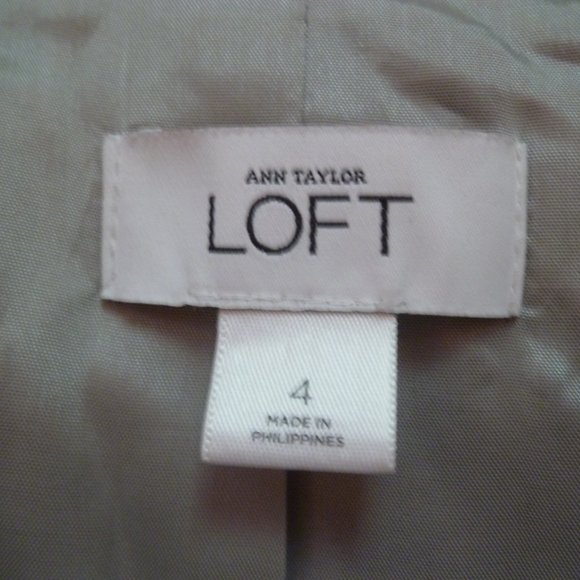 ANN TAYLOR
LOFT
4
MADE IN
PHILIPPINES